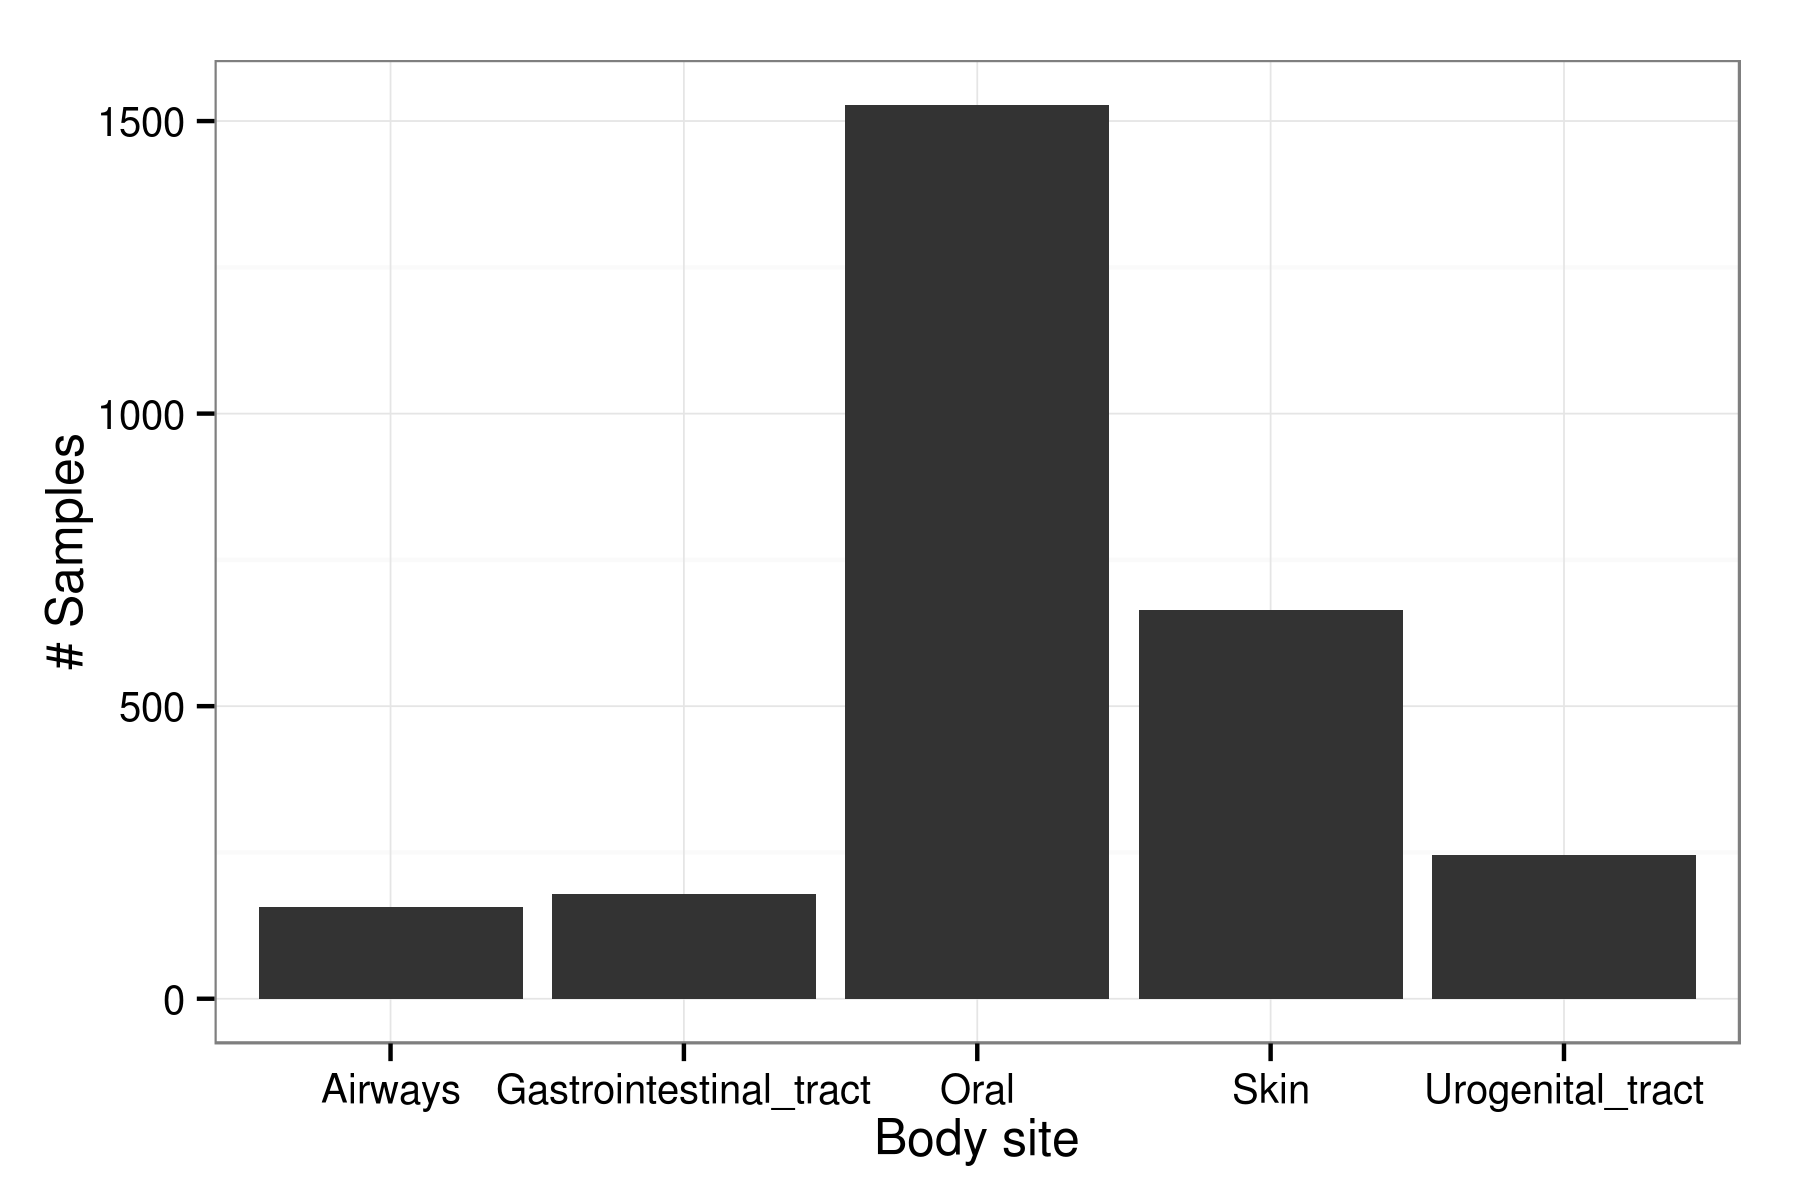 # Samples
1500
1000
500
0
Airways Gastrointestinal_tract Oral Skin Urogenital_tract
Body site